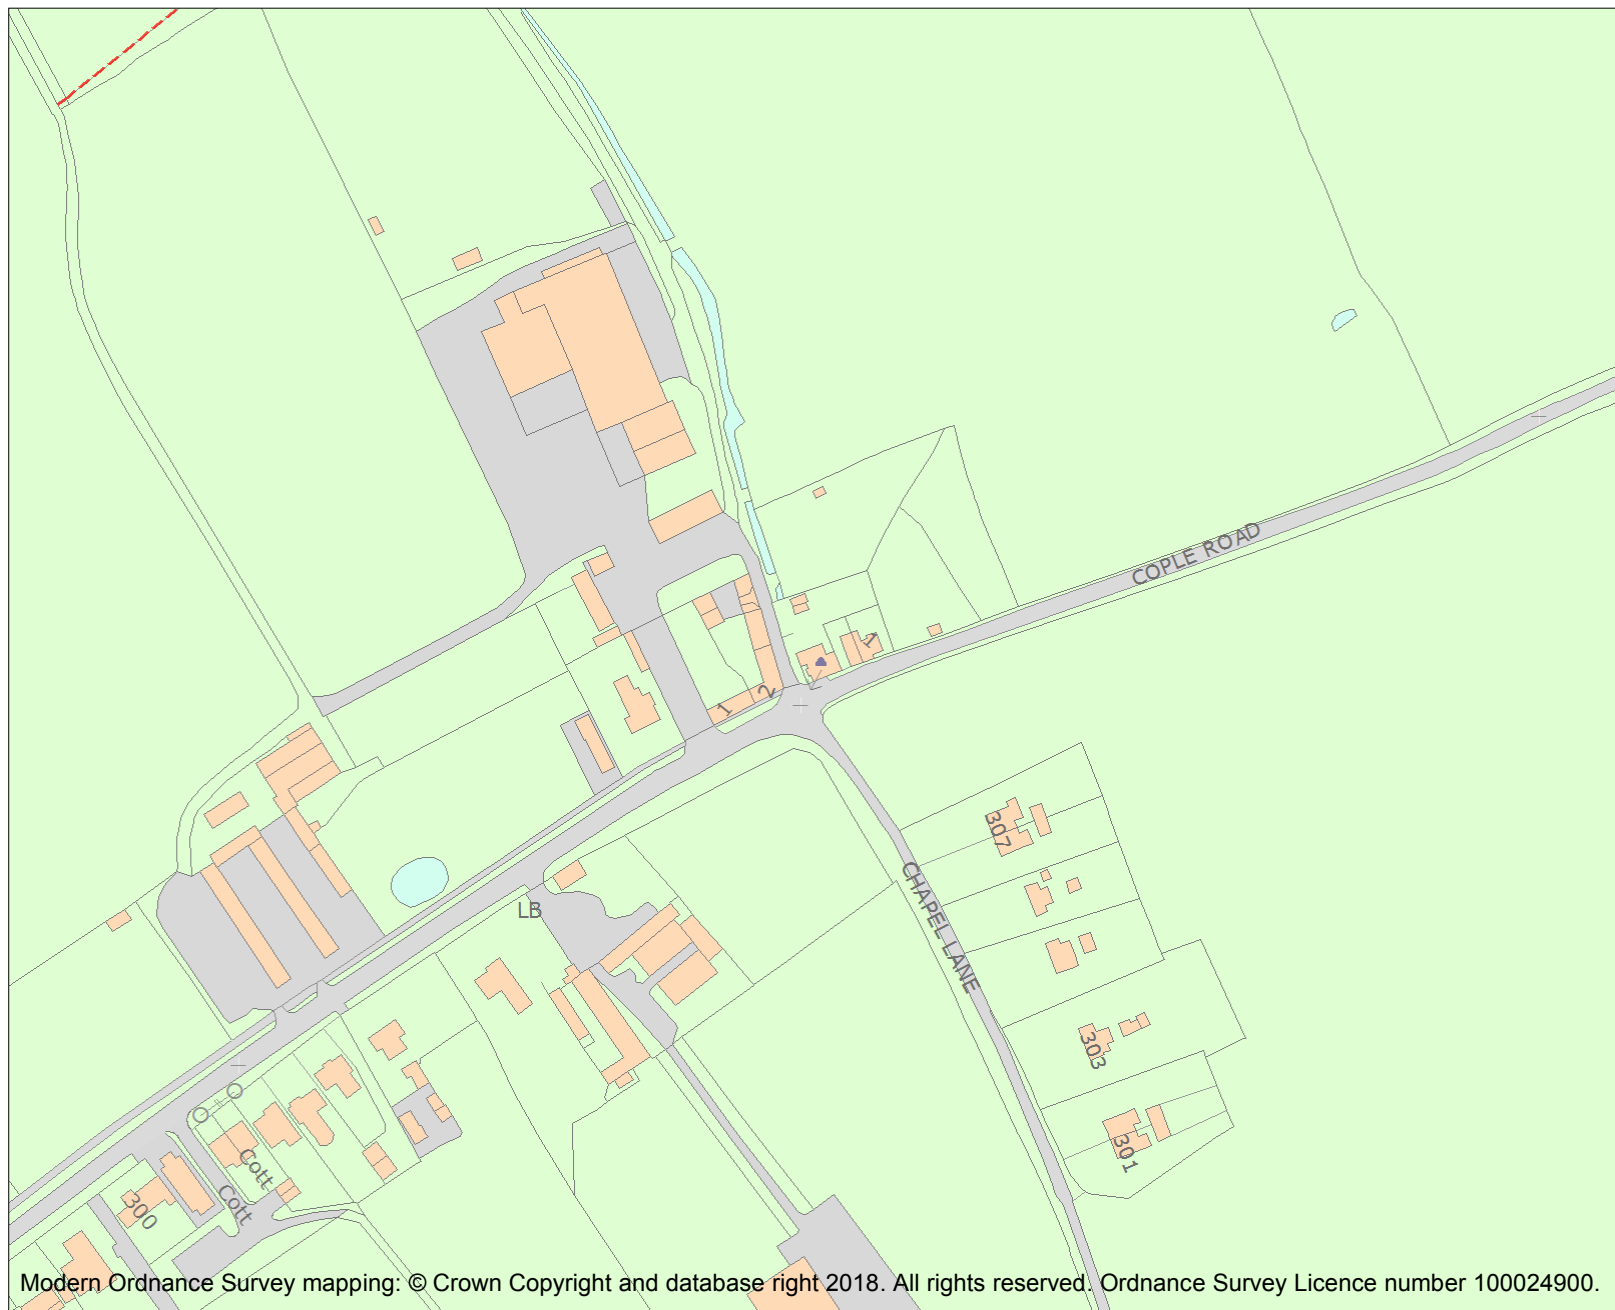 COPLE ROAD
1
2
1
307
CHAPEL LANE
LB
303
301
Cott
Cott
300
Modern Ordnance Survey mapping: © Crown Copyright and database right 2018. All rights reserved. Ordnance Survey Licence number 100024900.